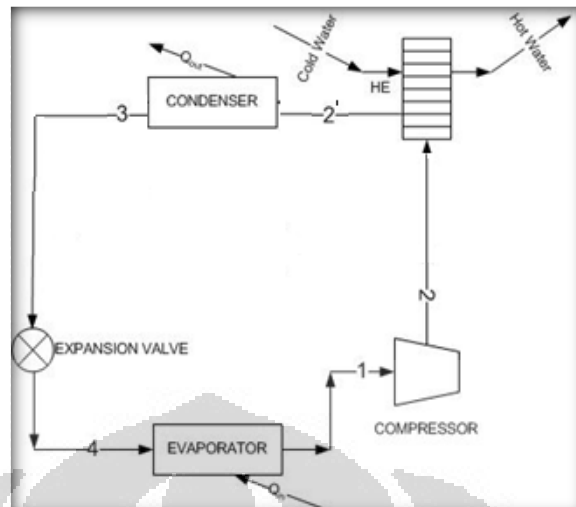 Cold Water
Hot Water
Qout
HE
CONDENSER
3
2'
2
EXPANSION VALVE
1
COMPRESSOR
4
EVAPORATOR
Qin